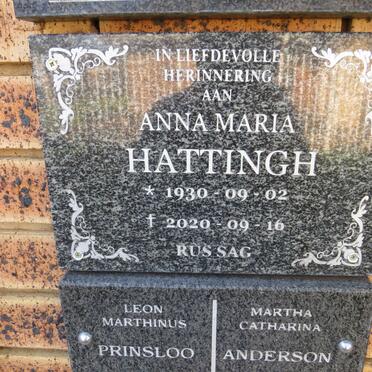 IN LIEFDEVOLLE
HERINNERING
AAN
ANNA MARIA
HATTINGH
* 1930 - 09 - 02
† 2020 - 09 - 16
RUS SAG
LEON
MARTHINUS
PRINSLOO
MARTHA
CATHARINA
ANDERSON